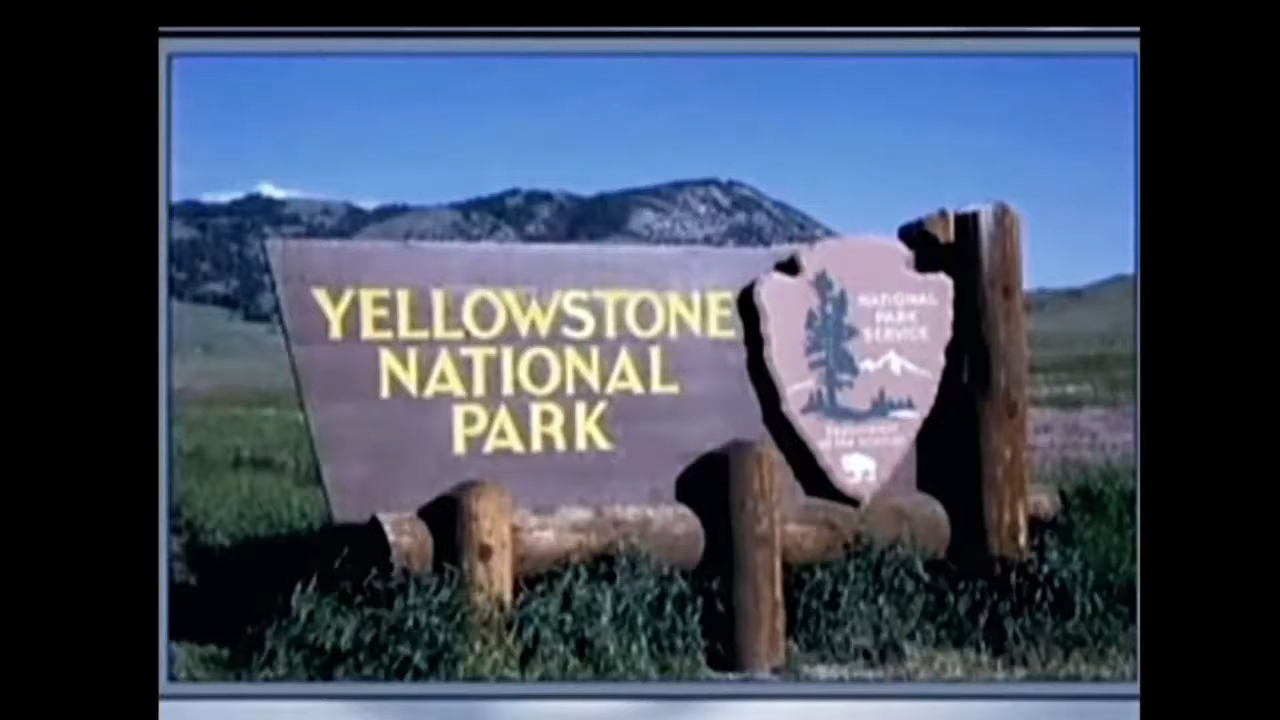 YELLOWSTONE
NATIONAL
PARK
NATIONAL
PARK
SERVICE